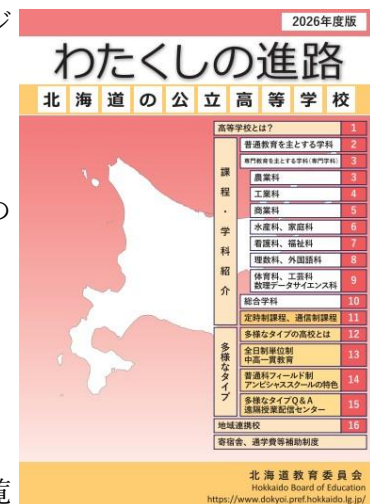 ジ
の
覧
2026年度版
わたくしの進路
北海道の公立高等学校
高等学校とは? 1
課程・学科紹介
普通教育を主とする学科 2
専門教育を主とする学科(専門学科) 3
農業科 3
工業科 4
商業科 5
水産科、家庭科 6
看護科、福祉科 7
理数科、外国語科 8
体育科、工芸科
数理データサイエンス科 9
総合学科 10
定時制課程、通信制課程 11
多様なタイプ
多様なタイプの高校とは 12
全日制単位制
中高一貫教育 13
普通科フィールド制
アンビシャススクールの特色 14
多様なタイプQ&A
遠隔授業配信センター 15
地域連携校 16
寄宿舎、通学費等補助制度
北海道教育委員会
Hokkaido Board of Education
https://www.dokyoi.pref.hokkaido.lg.jp/